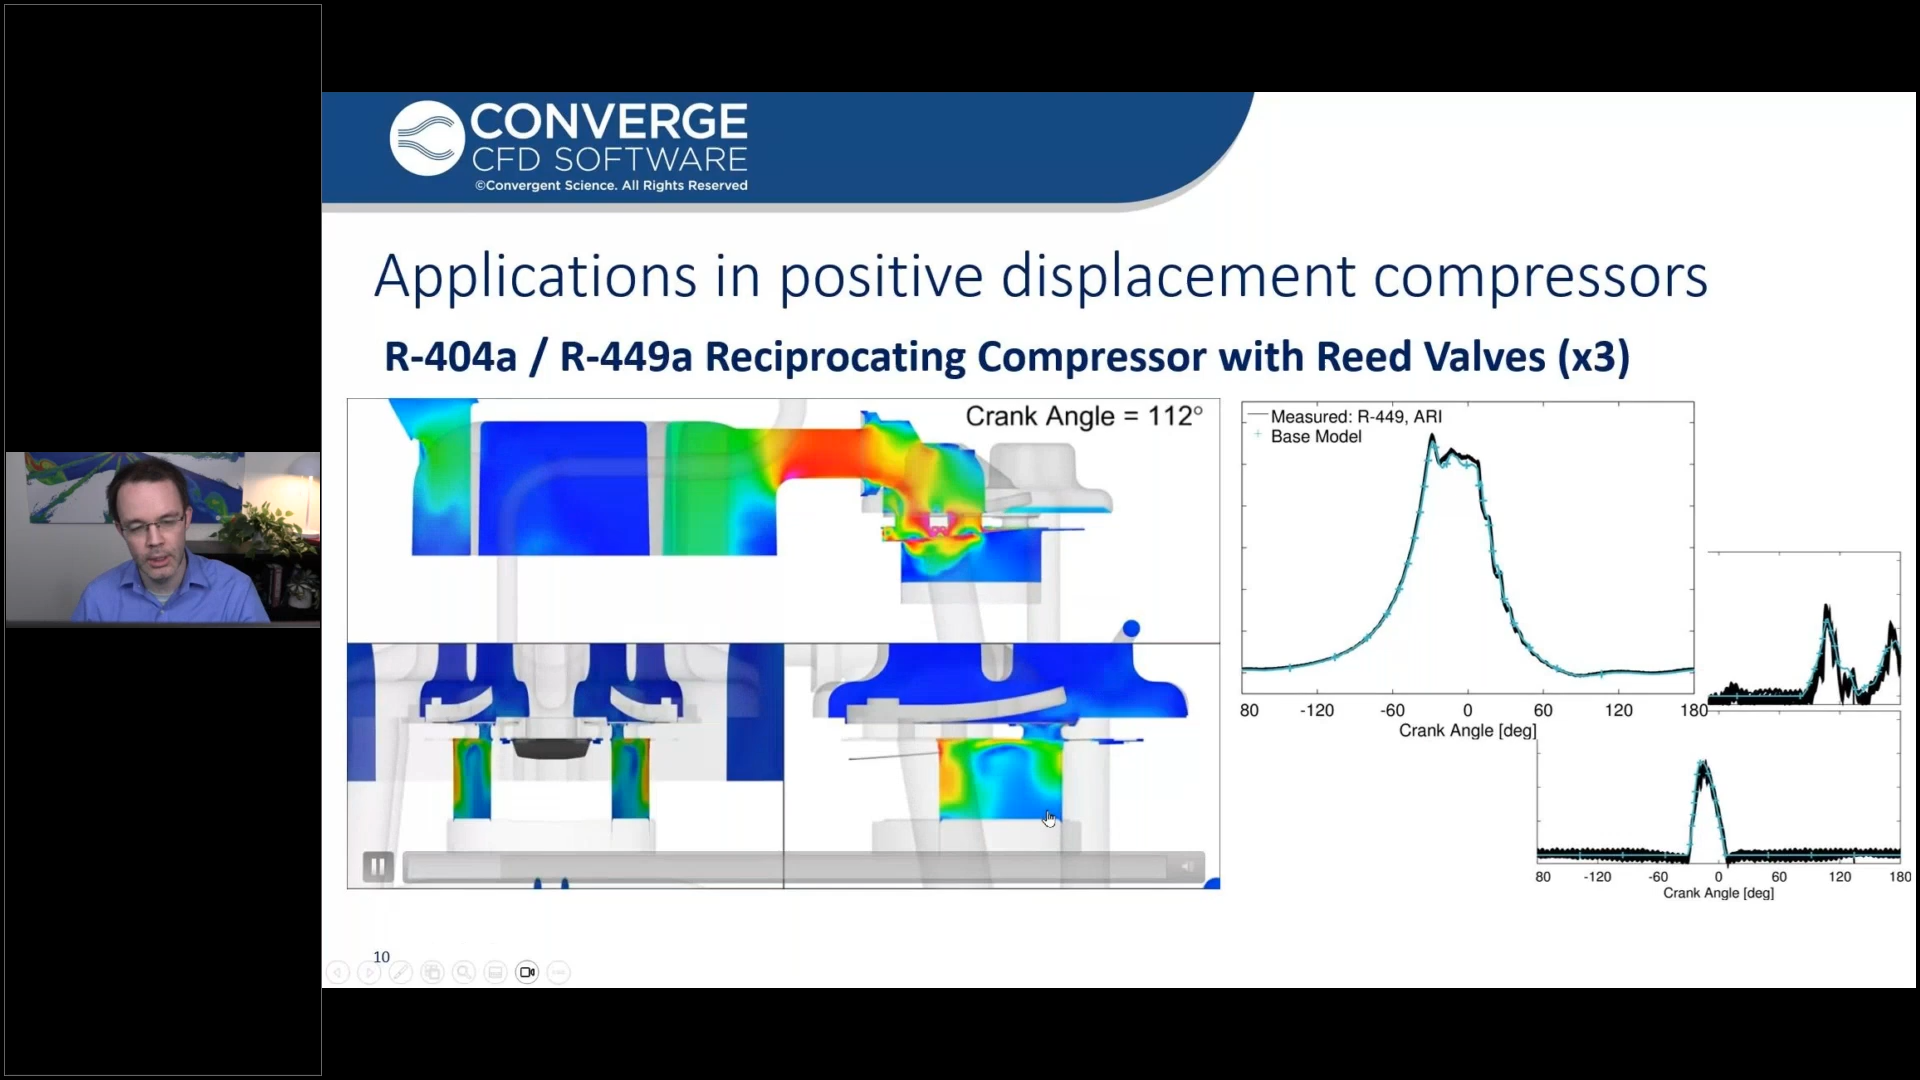 CONVERGE
CFD SOFTWARE
©Convergent Science. All Rights Reserved
Applications in positive displacement compressors
R-404a / R-449a Reciprocating Compressor with Reed Valves (x3)
Crank Angle = 112°
Measured: R-449, ARI
Base Model
80 -120 -60 0 60 120 180
Crank Angle [deg]
80 -120 -60 0 60 120 180
Crank Angle [deg]
10